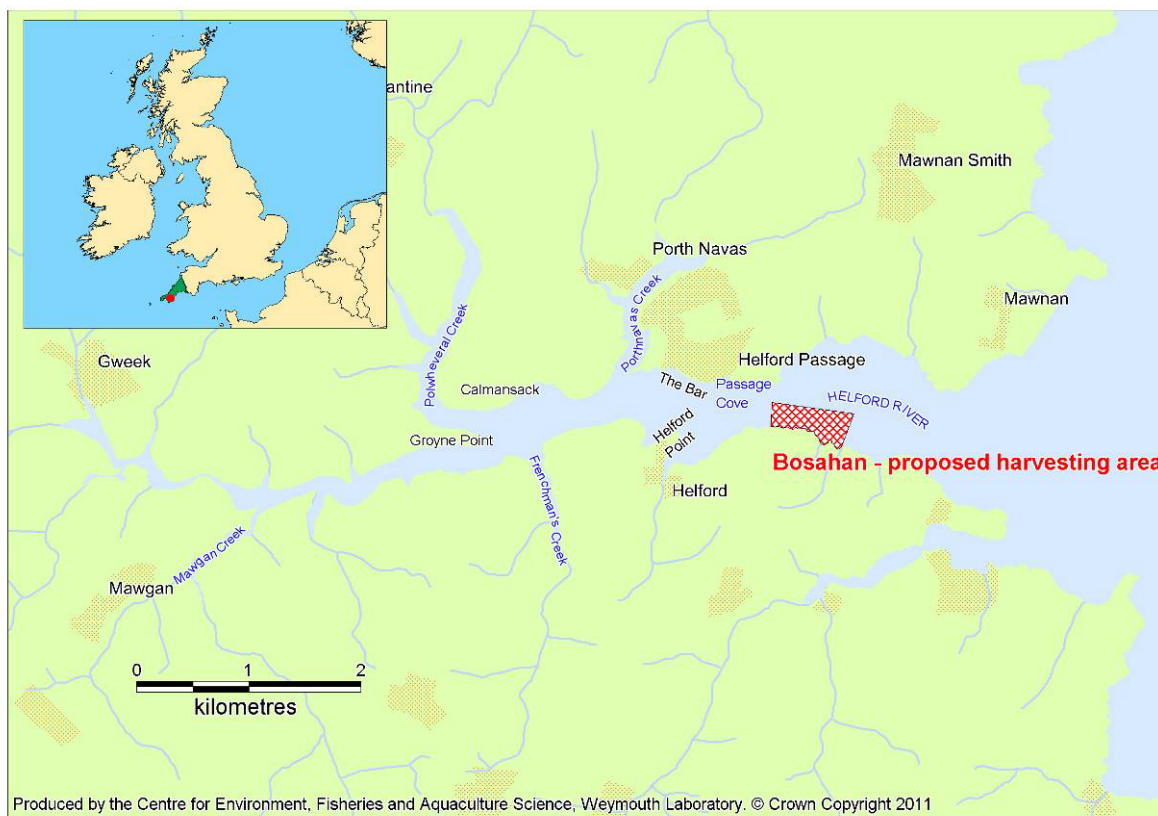 antine
Mawnan Smith
Porth Navas
Porthnavas Creek
Mawnan
Polwheveral Creek
Gweek
Helford Passage
Calmansack
The Bar
Passage
Cove
HELFORD RIVER
Groyne Point
Helford
Point
Bosahan - proposed harvesting area
Helford
Frenchman's Creek
Mawgan Creek
Mawgan
0 1 2
kilometres
Produced by the Centre for Environment, Fisheries and Aquaculture Science, Weymouth Laboratory. © Crown Copyright 2011